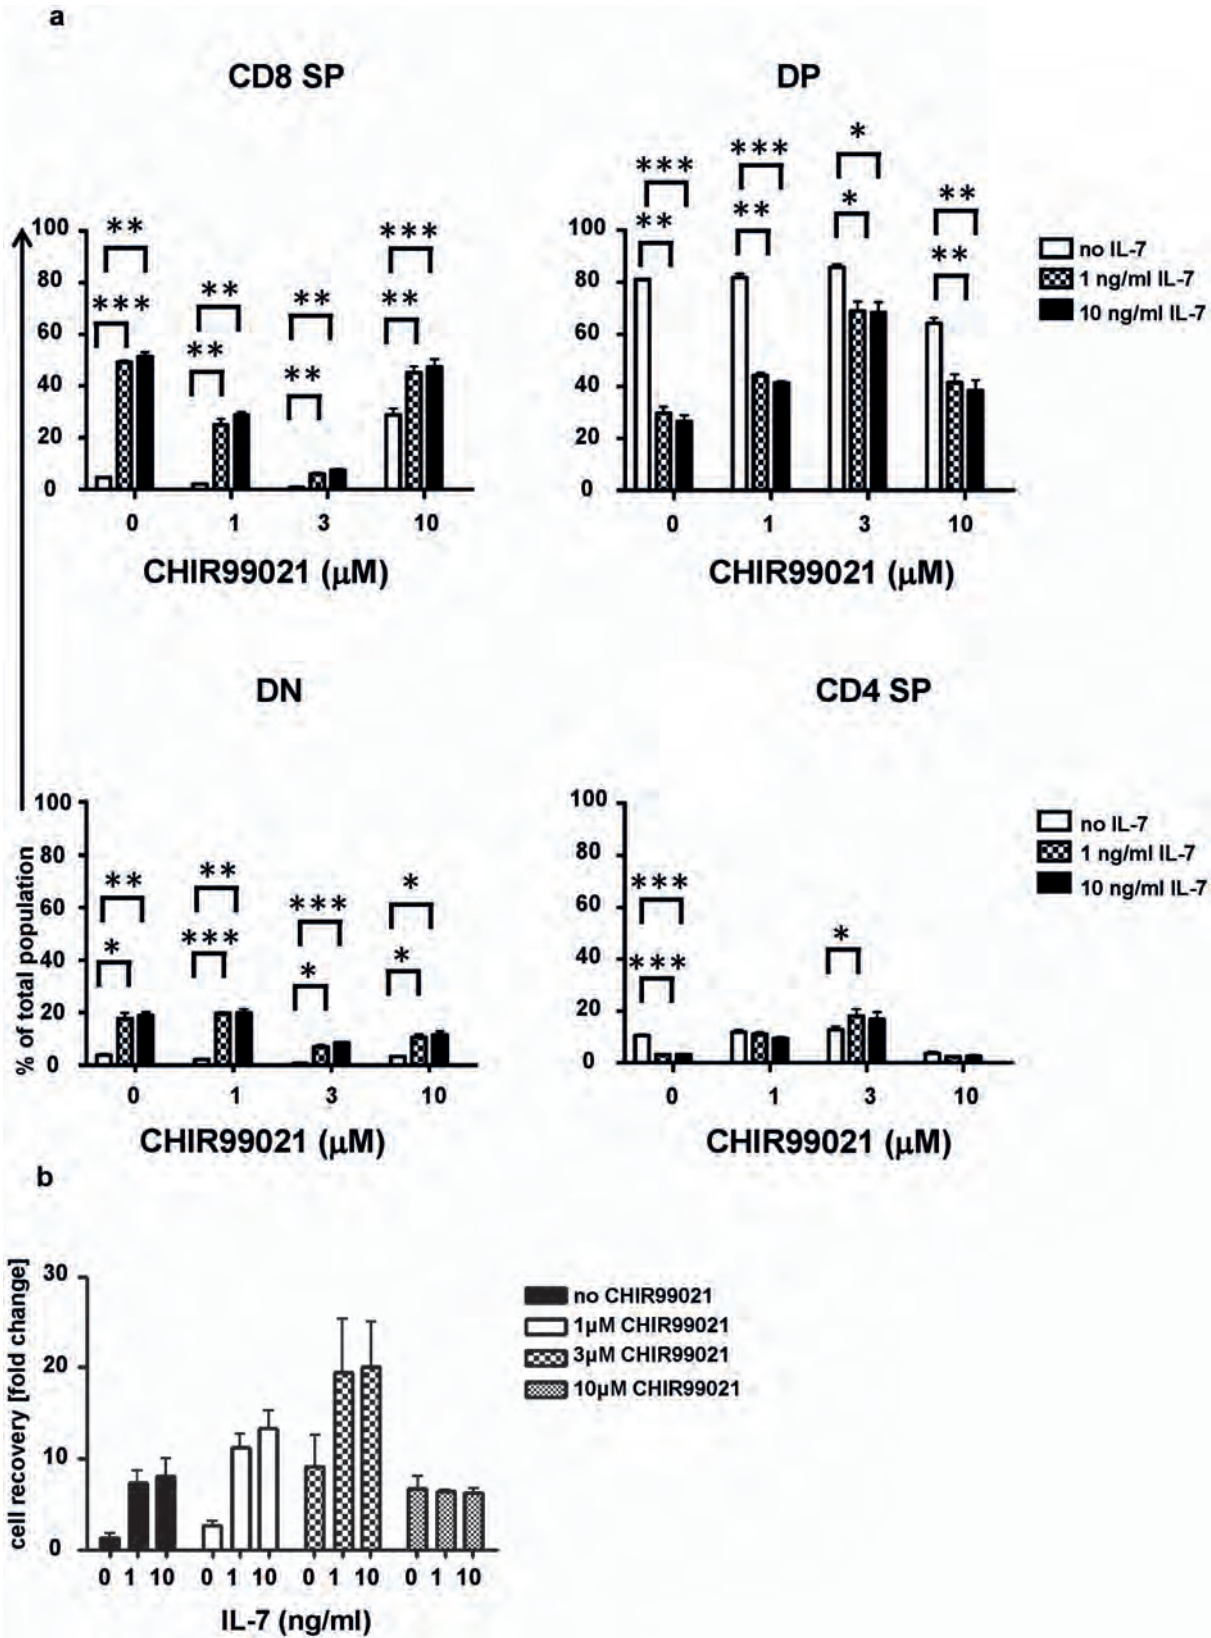 a
CD8 SP
DP
*
***
***
*
***
**
**
**
**
***
**
**
**
***
**
**
**
**
100
80
60
40
20
0
100
80
60
40
20
0
no IL-7
1 ng/ml IL-7
10 ng/ml IL-7
0 1 3 10
0 1 3 10
CHIR99021 (μM)
CHIR99021 (μM)
DN
CD4 SP
% of total population
100
80
60
40
20
0
**
**
***
*
*
***
*
*
100
80
60
40
20
0
***
***
*
no IL-7
1 ng/ml IL-7
10 ng/ml IL-7
0 1 3 10
0 1 3 10
CHIR99021 (μM)
CHIR99021 (μM)
b
cell recovery [fold change]
30
20
10
0
no CHIR99021
1μM CHIR99021
3μM CHIR99021
10μM CHIR99021
0 1 10 0 1 10 0 1 10 0 1 10
IL-7 (ng/ml)